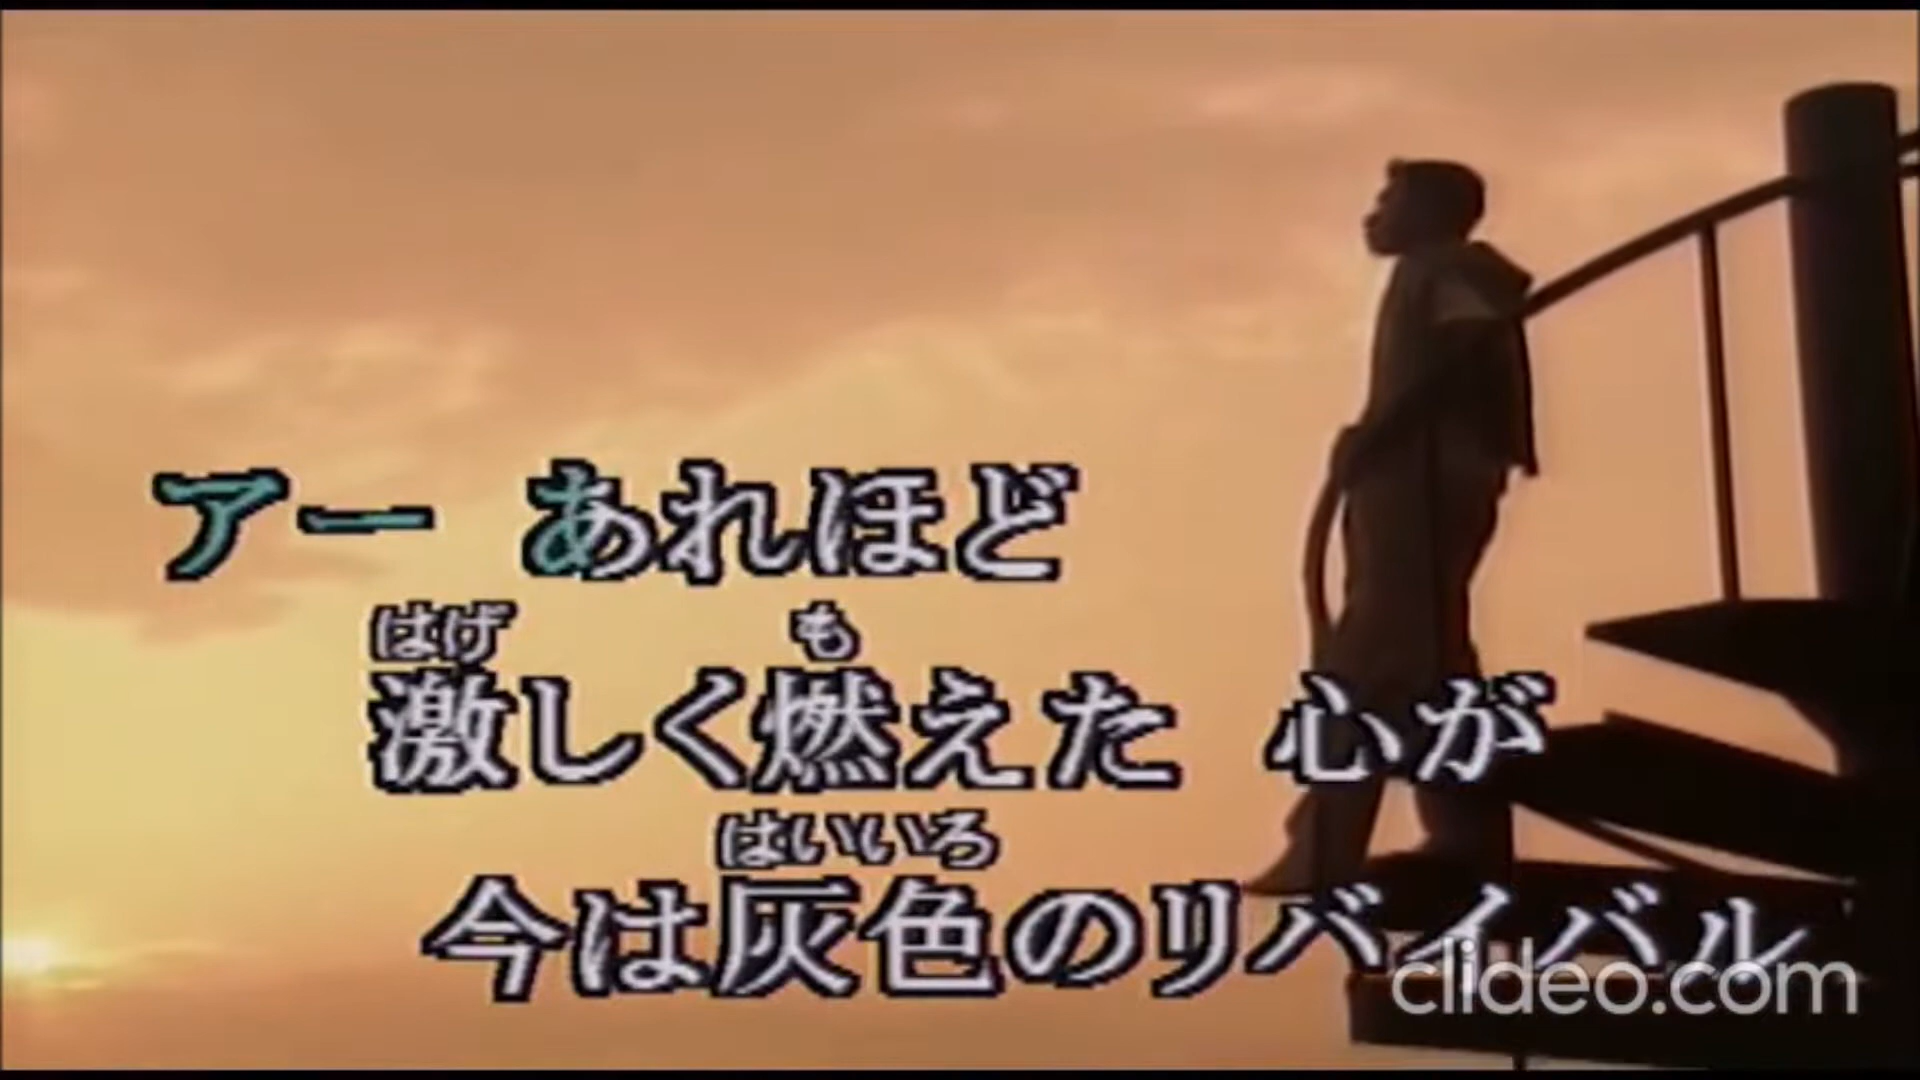 アー あれほど
はげ も
激しく燃えた 心が
はいいろ
今は灰色のリバイバル
clideo.com